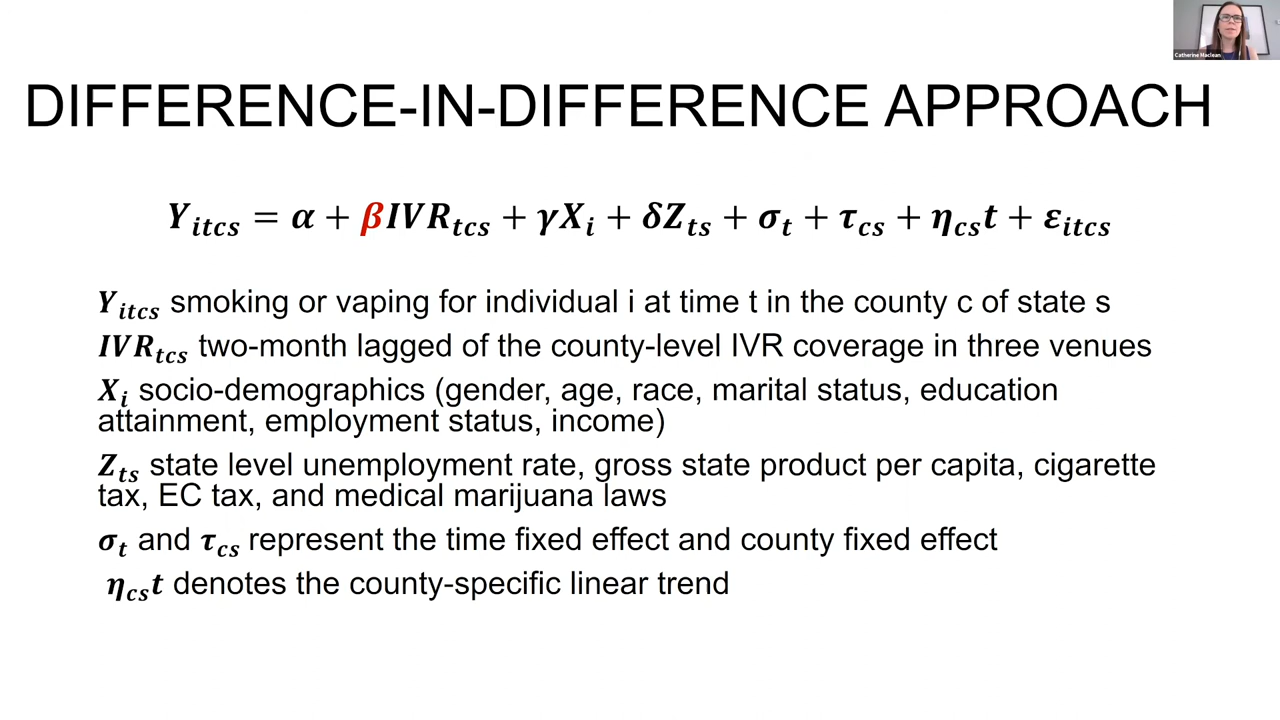 Catherine Maclean
DIFFERENCE-IN-DIFFERENCE APPROACH
Y_itcs = α + βIVR_tcs + γX_i + δZ_ts + σ_t + τ_cs + η_cs t + ε_itcs
Y_itcs smoking or vaping for individual i at time t in the county c of state s
IVR_tcs two-month lagged of the county-level IVR coverage in three venues
X_i socio-demographics (gender, age, race, marital status, education
attainment, employment status, income)
Z_ts state level unemployment rate, gross state product per capita, cigarette
tax, EC tax, and medical marijuana laws
σ_t and τ_cs represent the time fixed effect and county fixed effect
η_cs t denotes the county-specific linear trend